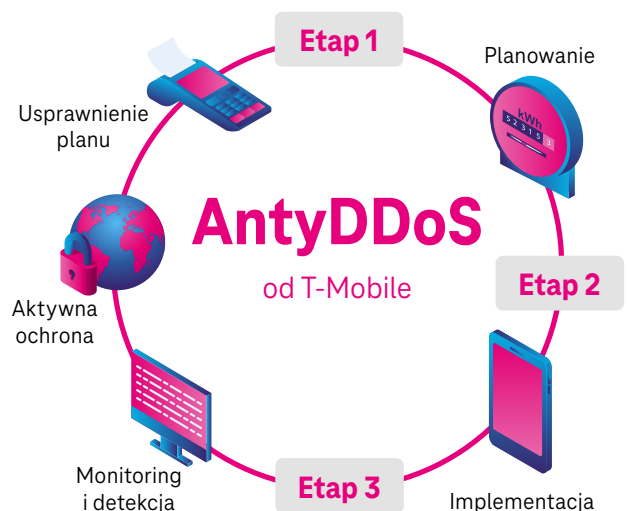 Etap 1
Planowanie
kWh
5 2 3 1 5 3
Usprawnienie
planu
AntyDDoS
od T-Mobile
Etap 2
Aktywna
ochrona
Monitoring
i detekcja
Etap 3
Implementacja